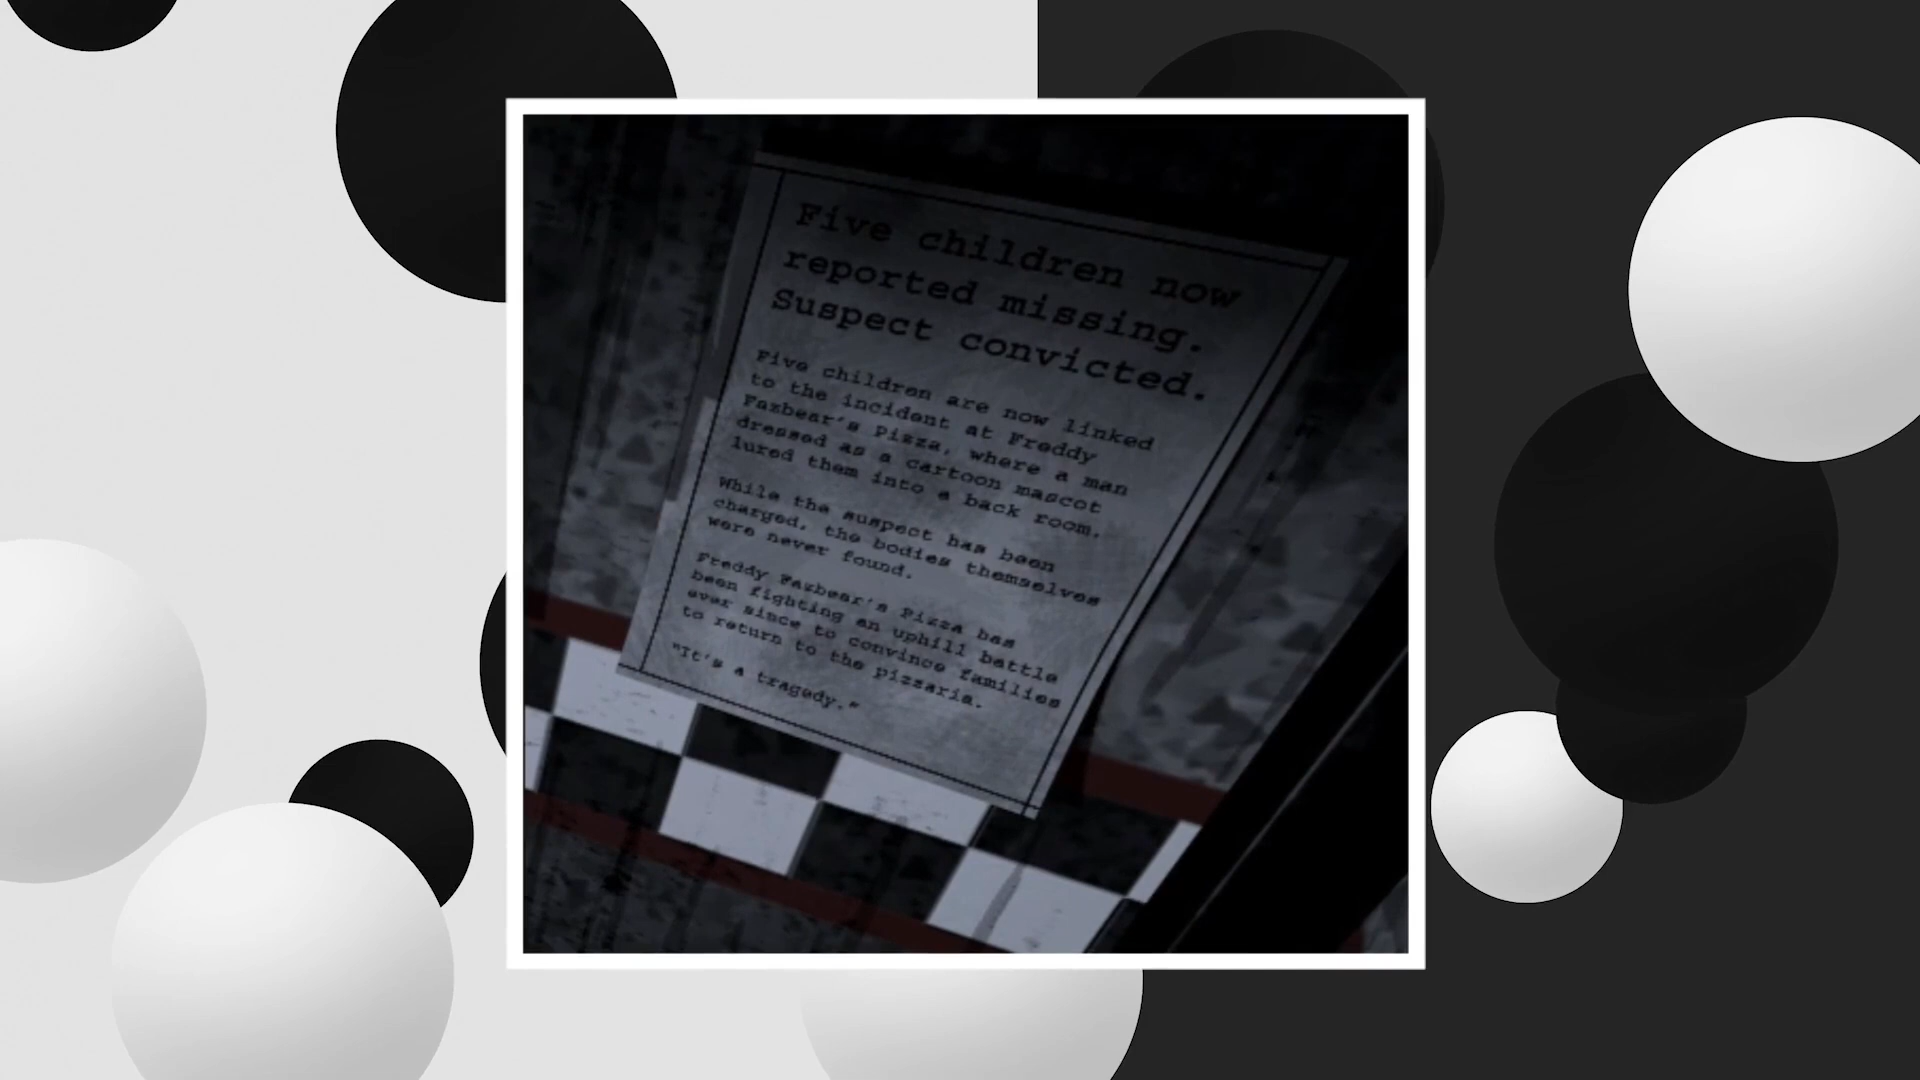 Five children now
reported missing.
Suspect convicted.
Five children are now linked
to the incident at Freddy
Fazbear's Pizza, where a man
dressed as a cartoon mascot
lured them into a back room.
While the suspect has been
charged, the bodies themselves
were never found.
Freddy Fazbear's Pizza has
been fighting an uphill battle
ever since to convince families
to return to the pizzaria.
"It's a tragedy."